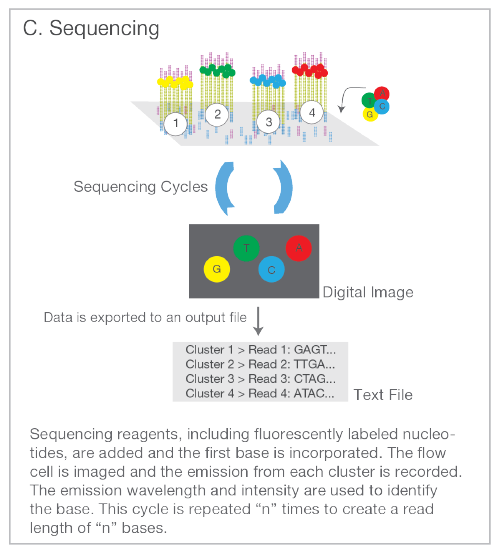 C. Sequencing
1
2
3
4
T
C
G
Sequencing Cycles
T
A
G
C
Digital Image
Data is exported to an output file
Cluster 1 > Read 1: GAGT...
Cluster 2 > Read 2: TTGA...
Cluster 3 > Read 3: CTAG...
Cluster 4 > Read 4: ATAC...
Text File
Sequencing reagents, including fluorescently labeled nucleo-
tides, are added and the first base is incorporated. The flow
cell is imaged and the emission from each cluster is recorded.
The emission wavelength and intensity are used to identify
the base. This cycle is repeated “n” times to create a read
length of “n” bases.